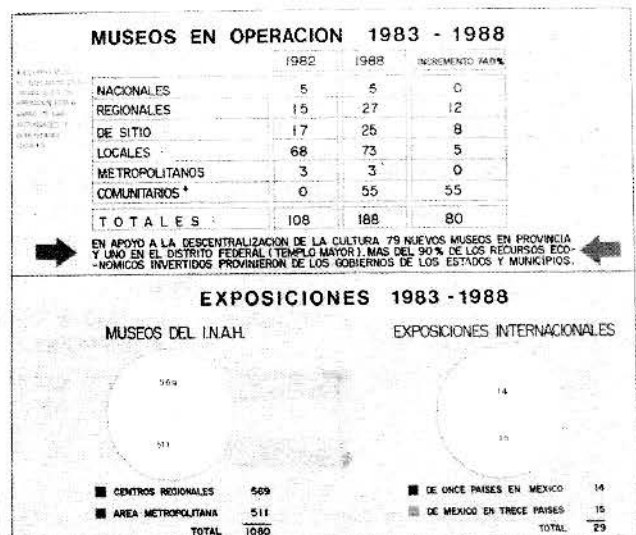 MUSEOS EN OPERACION 1983 - 1988
1982 1988 INCREMENTO 74.0%
NACIONALES 5 5 0
REGIONALES 15 27 12
DE SITIO 17 25 8
LOCALES 68 73 5
METROPOLITANOS 3 3 0
COMUNITARIOS * 0 55 55
TOTALES 108 188 80
EN APOYO A LA DESCENTRALIZACION DE LA CULTURA 79 NUEVOS MUSEOS EN PROVINCIA
Y UNO EN EL DISTRITO FEDERAL (TEMPLO MAYOR). MAS DEL 90% DE LOS RECURSOS ECO-
-NOMICOS INVERTIDOS PROVINIERON DE LOS GOBIERNOS DE LOS ESTADOS Y MUNICIPIOS.
EXPOSICIONES 1983 - 1988
MUSEOS DEL I.N.A.H.
569
511
CENTROS REGIONALES 569
AREA METROPOLITANA 511
TOTAL 1080
EXPOSICIONES INTERNACIONALES
14
15
DE ONCE PAISES EN MEXICO 14
DE MEXICO EN TRECE PAISES 15
TOTAL 29